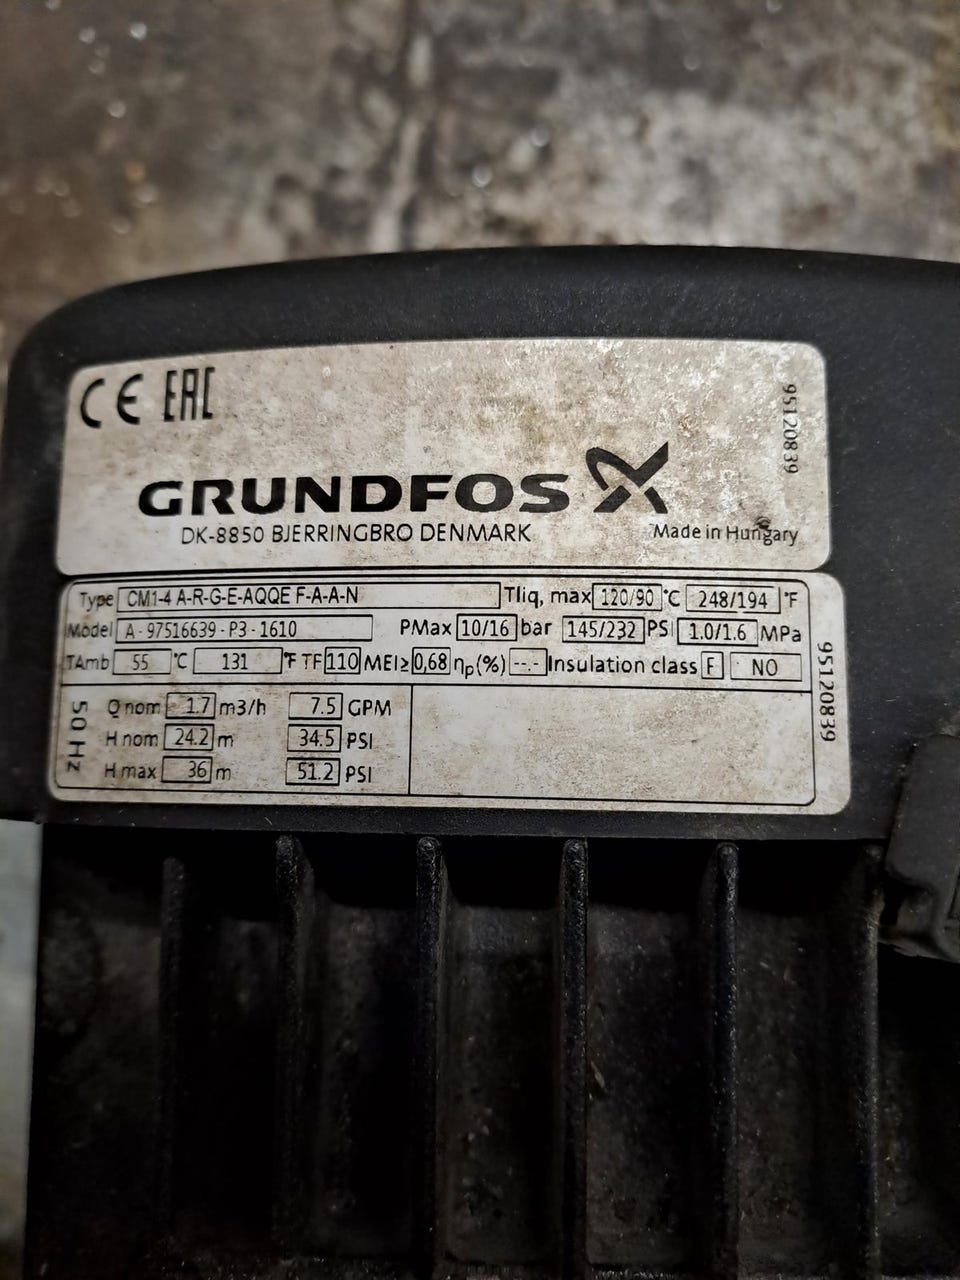 CE EAC
95120839
GRUNDFOS
DK-8850 BJERRINGBRO DENMARK
Made in Hungary
Type CM1-4 A-R-G-E-AQQE F-A-A-N Tliq, max 120/90 °C 248/194 °F
Model A - 97516639 - P3 - 1610 PMax 10/16 bar 145/232 PSI 1.0/1.6 MPa
TAmb 55 °C 131 °F TF 110 MEI≥ 0,68 ηp(%) --.- Insulation class F NO
95120839
50 Hz
Q nom 1.7 m3/h 7.5 GPM
H nom 24.2 m 34.5 PSI
H max 36 m 51.2 PSI